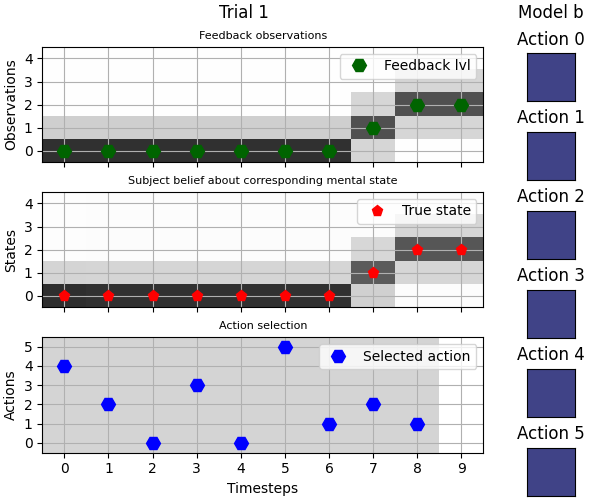 Trial 1
Feedback observations
4
3
2
1
0
Observations
Feedback lvl
Subject belief about corresponding mental state
4
3
2
1
0
States
True state
Action selection
5
4
3
2
1
0
Actions
Selected action
0 1 2 3 4 5 6 7 8 9
Timesteps
Model b
Action 0
Action 1
Action 2
Action 3
Action 4
Action 5